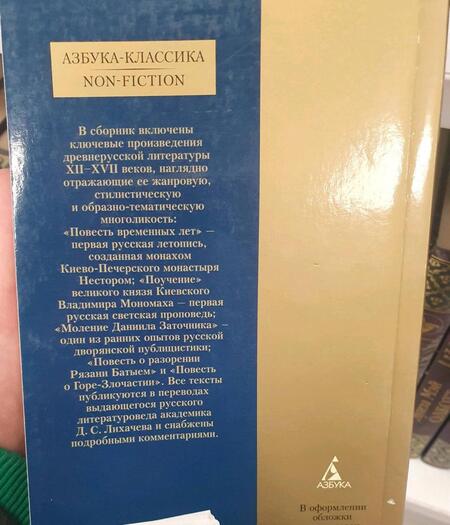 АЗБУКА-КЛАССИКА
NON-FICTION
В сборник включены
ключевые произведения
древнерусской литературы
XII–XVII веков, наглядно
отражающие ее жанровую,
стилистическую
и образно-тематическую
многоликость:
«Повесть временных лет» —
первая русская летопись,
созданная монахом
Киево-Печерского монастыря
Нестором; «Поучение»
великого князя Киевского
Владимира Мономаха — первая
русская светская проповедь;
«Моление Даниила Заточника» —
один из ранних опытов русской
дворянской публицистики;
«Повесть о разорении
Рязани Батыем» и «Повесть
о Горе-Злочастии». Все тексты
публикуются в переводах
выдающегося русского
литературоведа академика
Д. С. Лихачева и снабжены
подробными комментариями.
АЗБУКА
В оформлении
обложки